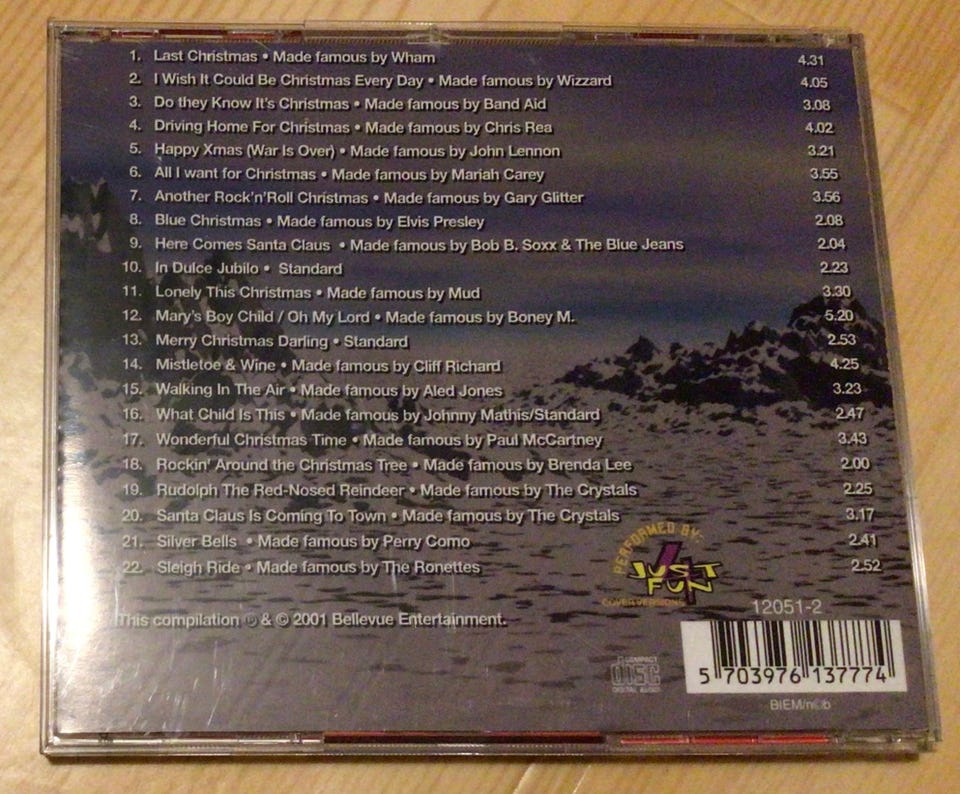 1. Last Christmas • Made famous by Wham 4.31
2. I Wish It Could Be Christmas Every Day • Made famous by Wizzard 4.05
3. Do they Know It's Christmas • Made famous by Band Aid 3.08
4. Driving Home For Christmas • Made famous by Chris Rea 4.02
5. Happy Xmas (War Is Over) • Made famous by John Lennon 3.21
6. All I want for Christmas • Made famous by Mariah Carey 3.55
7. Another Rock'n'Roll Christmas • Made famous by Gary Glitter 3.56
8. Blue Christmas • Made famous by Elvis Presley 2.08
9. Here Comes Santa Claus • Made famous by Bob B. Soxx & The Blue Jeans 2.04
10. In Dulce Jubilo • Standard 2.23
11. Lonely This Christmas • Made famous by Mud 3.30
12. Mary's Boy Child / Oh My Lord • Made famous by Boney M. 5.20
13. Merry Christmas Darling • Standard 2.53
14. Mistletoe & Wine • Made famous by Cliff Richard 4.25
15. Walking In The Air • Made famous by Aled Jones 3.23
16. What Child Is This • Made famous by Johnny Mathis/Standard 2.47
17. Wonderful Christmas Time • Made famous by Paul McCartney 3.43
18. Rockin' Around the Christmas Tree • Made famous by Brenda Lee 2.00
19. Rudolph The Red-Nosed Reindeer • Made famous by The Crystals 2.25
20. Santa Claus Is Coming To Town • Made famous by The Crystals 3.17
21. Silver Bells • Made famous by Perry Como 2.41
22. Sleigh Ride • Made famous by The Ronettes 2.52
PERFORMED BY:
4
JUST
FUN
COVERVERSIONS
This compilation ℗ & © 2001 Bellevue Entertainment.
12051-2
COMPACT
DISC
DIGITAL AUDIO
5 703976 137774
BIEM/n©b